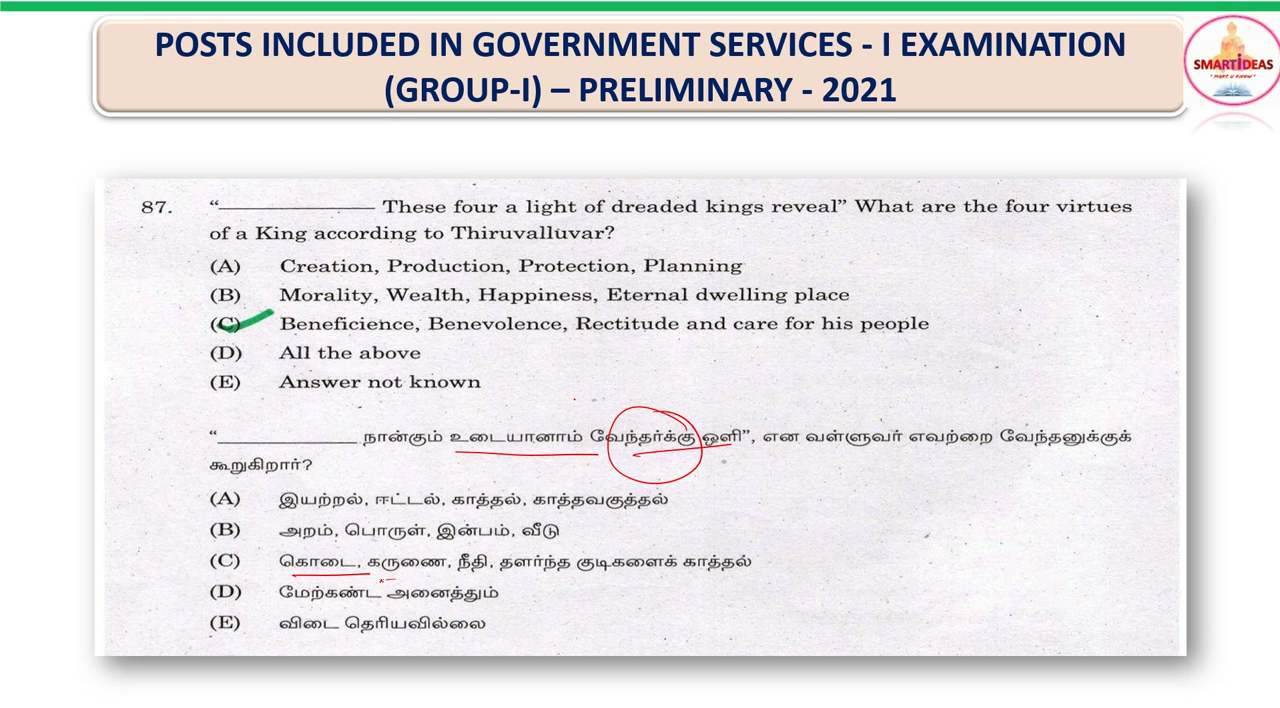 POSTS INCLUDED IN GOVERNMENT SERVICES - I EXAMINATION
(GROUP-I) – PRELIMINARY - 2021
SMARTiDEAS
" MAKE U KNOW "
87. “____________ These four a light of dreaded kings reveal” What are the four virtues
of a King according to Thiruvalluvar?
(A) Creation, Production, Protection, Planning
(B) Morality, Wealth, Happiness, Eternal dwelling place
(C) Beneficience, Benevolence, Rectitude and care for his people
(D) All the above
(E) Answer not known
“____________ நான்கும் உடையானாம் வேந்தர்க்கு ஒளி”, என வள்ளுவர் எவற்றை வேந்தனுக்குக்
கூறுகிறார்?
(A) இயற்றல், ஈட்டல், காத்தல், காத்தவகுத்தல்
(B) அறம், பொருள், இன்பம், வீடு
(C) கொடை, கருணை, நீதி, தளர்ந்த குடிகளைக் காத்தல்
(D) மேற்கண்ட அனைத்தும்
(E) விடை தெரியவில்லை